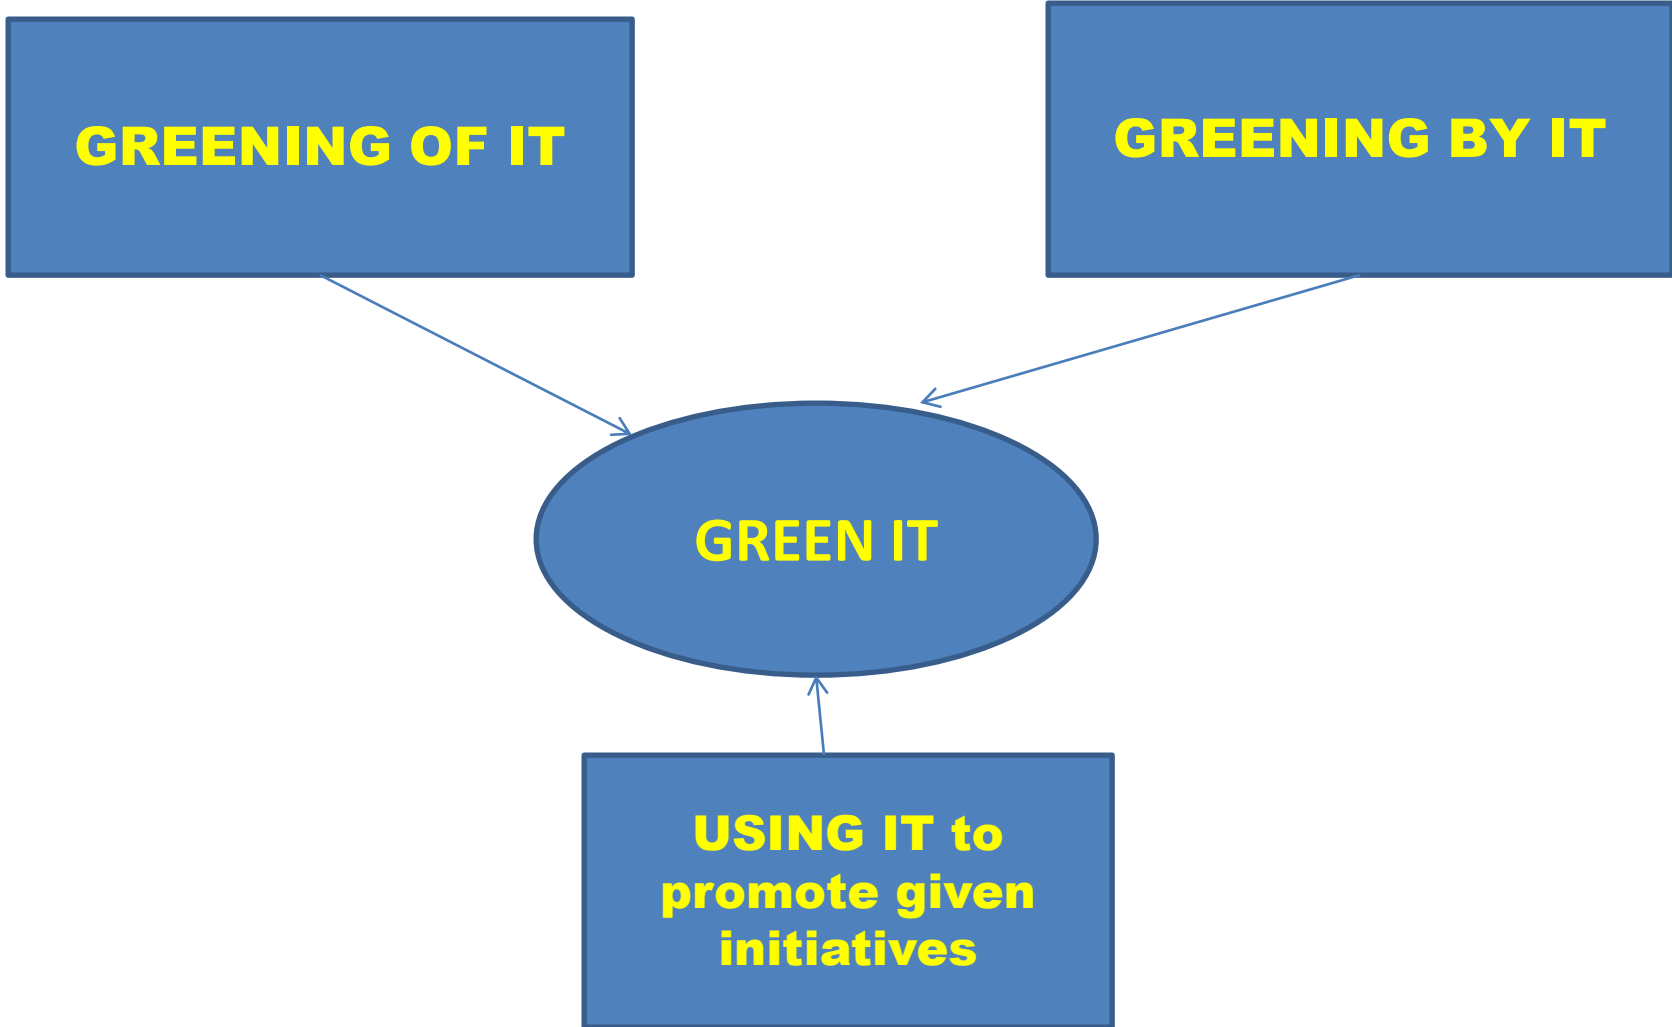 GREENING OF IT
GREENING BY IT
GREEN IT
USING IT to
promote given
initiatives